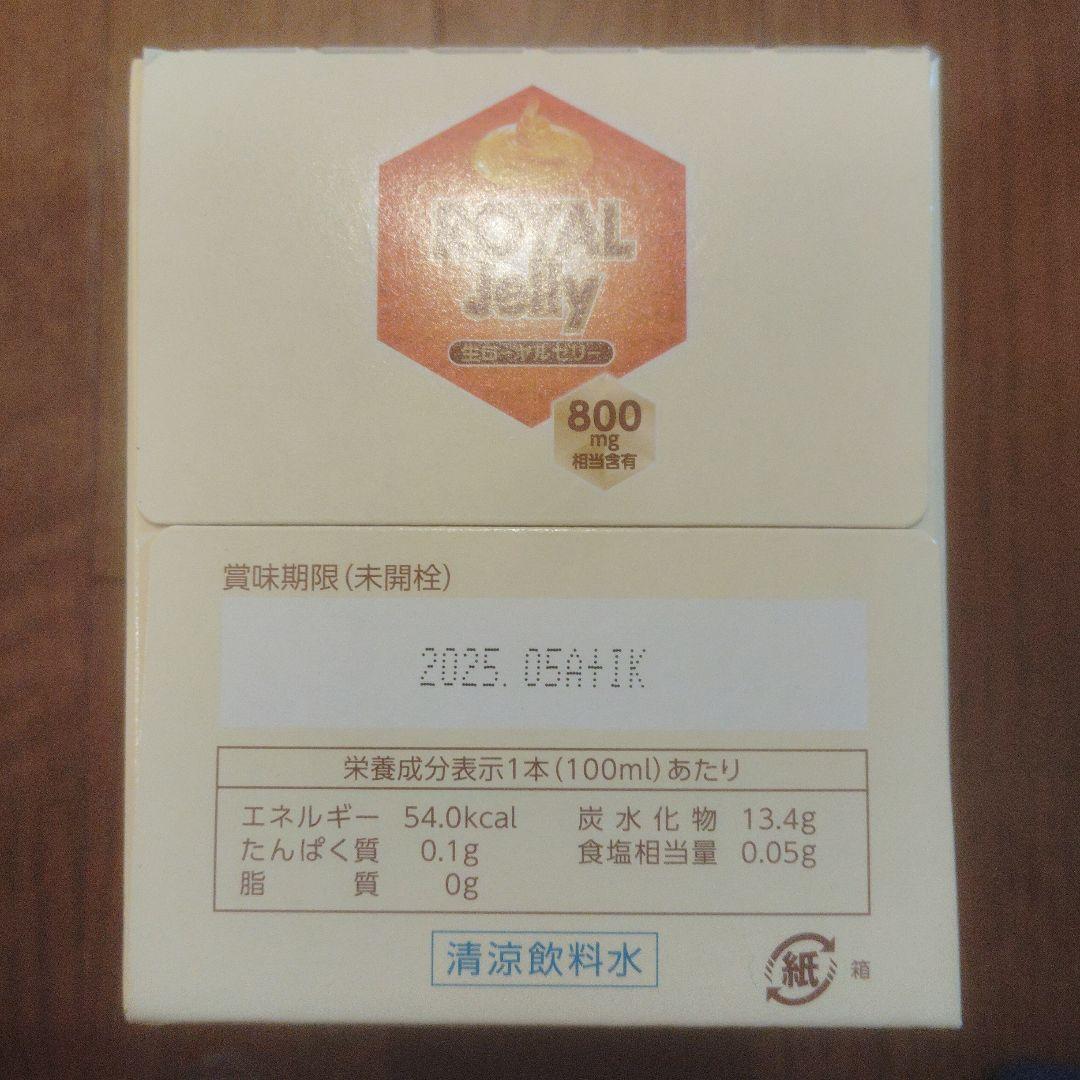 ROYAL
Jelly
生ローヤルゼリー
800
mg
相当含有
賞味期限(未開栓)
2025.05A+IK
栄養成分表示1本(100ml)あたり
エネルギー 54.0kcal 炭水化物 13.4g
たんぱく質 0.1g 食塩相当量 0.05g
脂質 0g
清涼飲料水
紙 箱